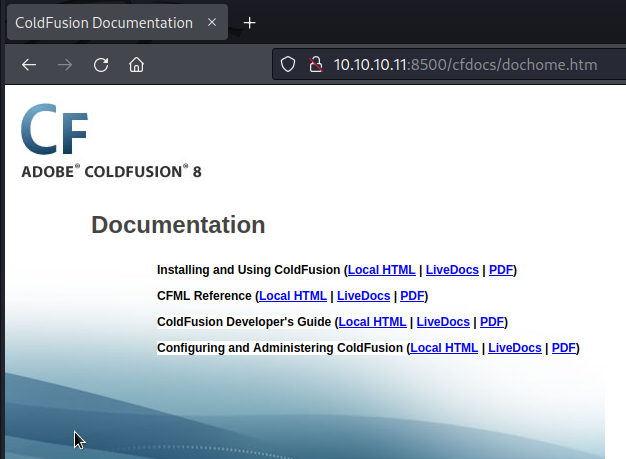 ColdFusion Documentation
10.10.10.11:8500/cfdocs/dochome.htm
CF
ADOBE® COLDFUSION® 8
Documentation
Installing and Using ColdFusion (Local HTML | LiveDocs | PDF)
CFML Reference (Local HTML | LiveDocs | PDF)
ColdFusion Developer's Guide (Local HTML | LiveDocs | PDF)
Configuring and Administering ColdFusion (Local HTML | LiveDocs | PDF)